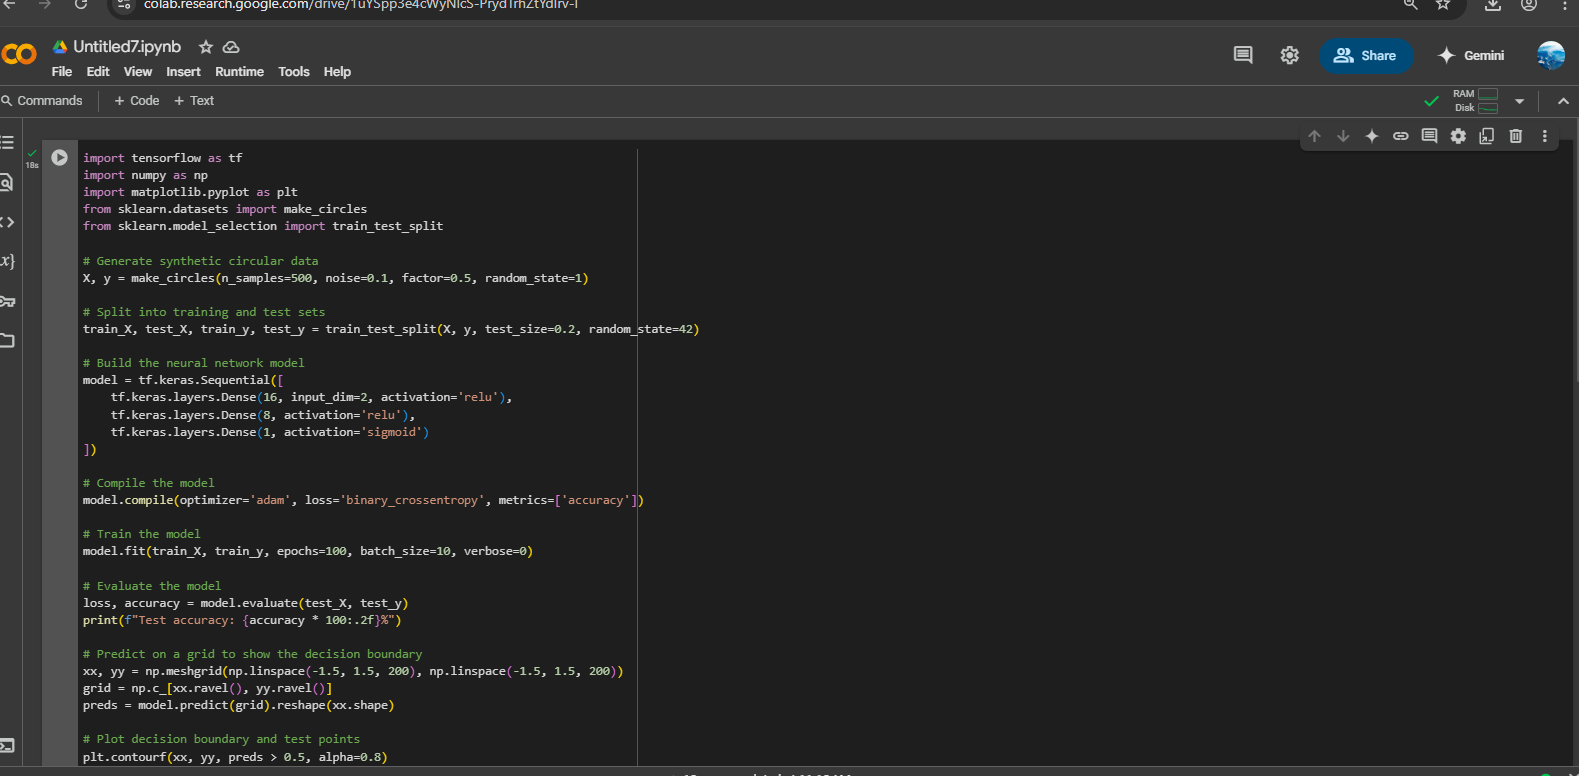 colab.research.google.com/drive/1uYSpp3e4cWyNlcS-PrydTrhZtYdIrv-I
Untitled7.ipynb
File Edit View Insert Runtime Tools Help
Share
Gemini
Commands + Code + Text
RAM
Disk
18s
import tensorflow as tf
import numpy as np
import matplotlib.pyplot as plt
from sklearn.datasets import make_circles
from sklearn.model_selection import train_test_split
# Generate synthetic circular data
X, y = make_circles(n_samples=500, noise=0.1, factor=0.5, random_state=1)
# Split into training and test sets
train_X, test_X, train_y, test_y = train_test_split(X, y, test_size=0.2, random_state=42)
# Build the neural network model
model = tf.keras.Sequential([
    tf.keras.layers.Dense(16, input_dim=2, activation='relu'),
    tf.keras.layers.Dense(8, activation='relu'),
    tf.keras.layers.Dense(1, activation='sigmoid')
])
# Compile the model
model.compile(optimizer='adam', loss='binary_crossentropy', metrics=['accuracy'])
# Train the model
model.fit(train_X, train_y, epochs=100, batch_size=10, verbose=0)
# Evaluate the model
loss, accuracy = model.evaluate(test_X, test_y)
print(f"Test accuracy: {accuracy * 100:.2f}%")
# Predict on a grid to show the decision boundary
xx, yy = np.meshgrid(np.linspace(-1.5, 1.5, 200), np.linspace(-1.5, 1.5, 200))
grid = np.c_[xx.ravel(), yy.ravel()]
preds = model.predict(grid).reshape(xx.shape)
# Plot decision boundary and test points
plt.contourf(xx, yy, preds > 0.5, alpha=0.8)